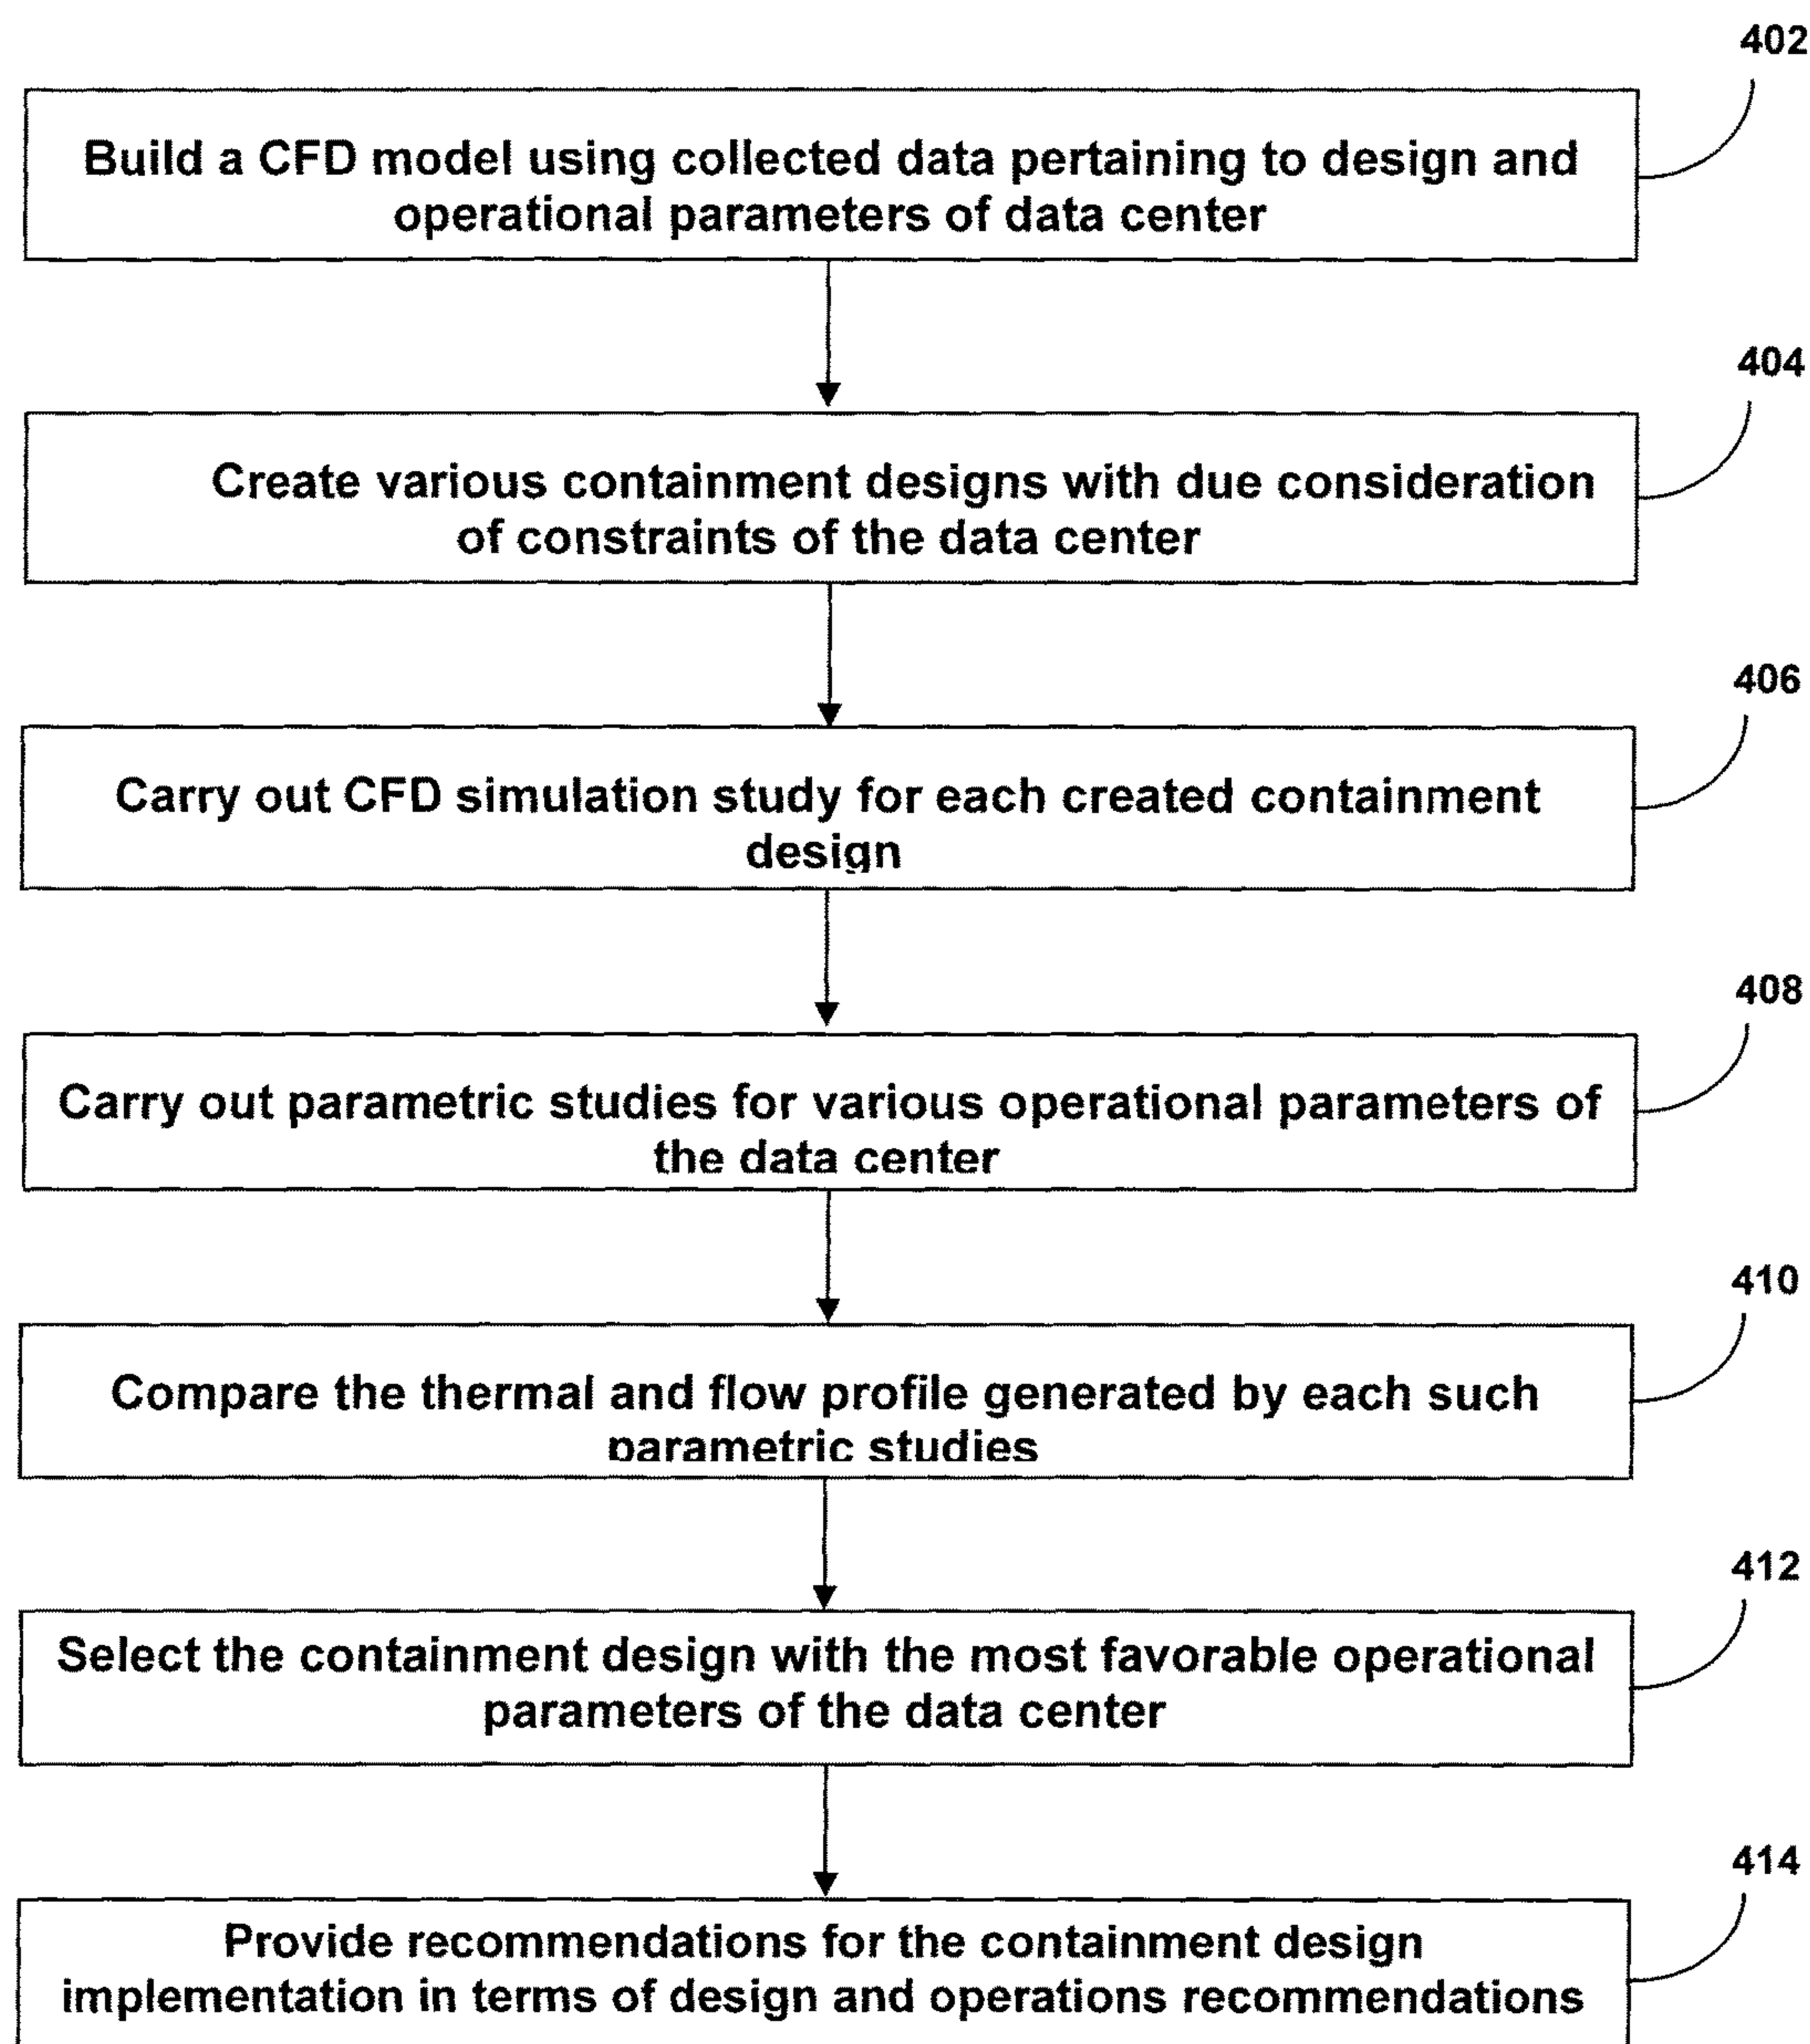 402
Build a CFD model using collected data pertaining to design and
operational parameters of data center
404
Create various containment designs with due consideration
of constraints of the data center
406
Carry out CFD simulation study for each created containment
design
408
Carry out parametric studies for various operational parameters of
the data center
410
Compare the thermal and flow profile generated by each such
parametric studies
412
Select the containment design with the most favorable operational
parameters of the data center
414
Provide recommendations for the containment design
implementation in terms of design and operations recommendations